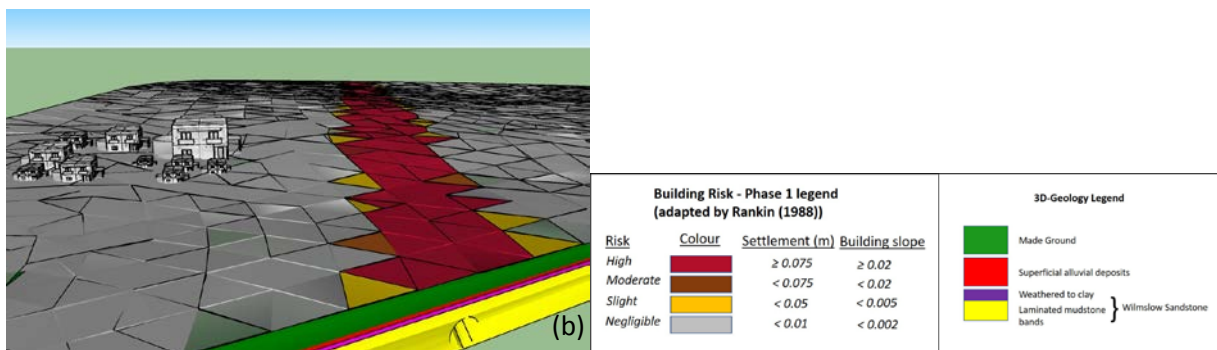 (b)
Building Risk - Phase 1 legend
(adapted by Rankin (1988))
Risk Colour Settlement (m) Building slope
High ≥ 0.075 ≥ 0.02
Moderate < 0.075 < 0.02
Slight < 0.05 < 0.005
Negligible < 0.01 < 0.002
3D-Geology Legend
Made Ground
Superficial alluvial deposits
Weathered to clay
Laminated mudstone
bands
} Wilmslow Sandstone